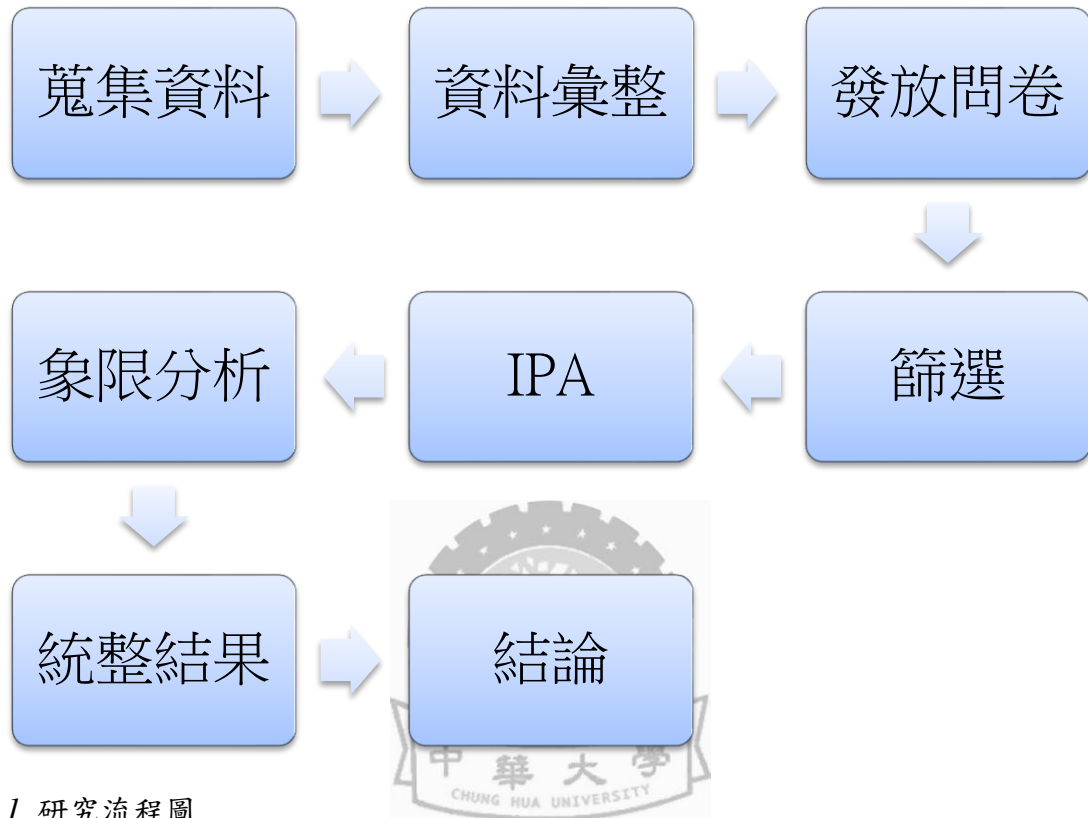 蒐集資料
資料彙整
發放問卷
篩選
IPA
象限分析
統整結果
結論
中華大學
CHUNG HUA UNIVERSITY
1 研究流程圖